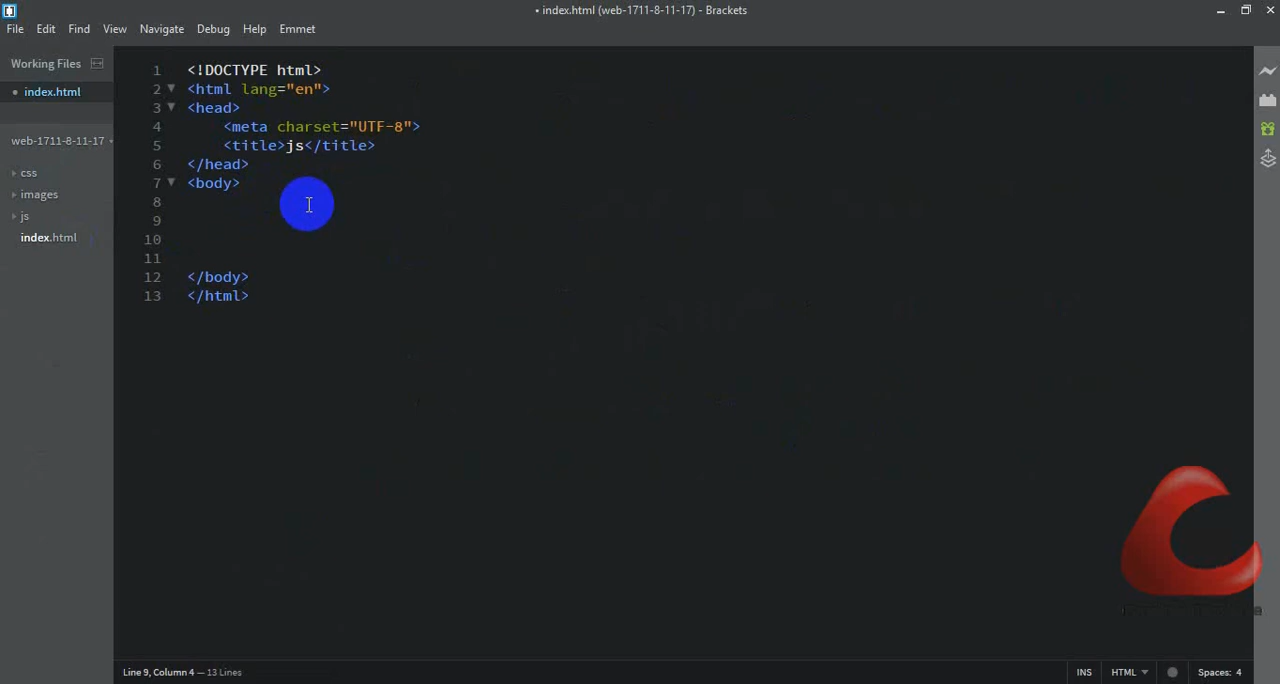 • index.html (web-1711-8-11-17) - Brackets
File Edit Find View Navigate Debug Help Emmet
Working Files
• index.html
web-1711-8-11-17
css
images
js
index.html
1 <!DOCTYPE html>
2 <html lang="en">
3 <head>
4 <meta charset="UTF-8">
5 <title>js</title>
6 </head>
7 <body>
8
9
10
11
12 </body>
13 </html>
Line 9, Column 4 — 13 Lines
INS HTML Spaces: 4